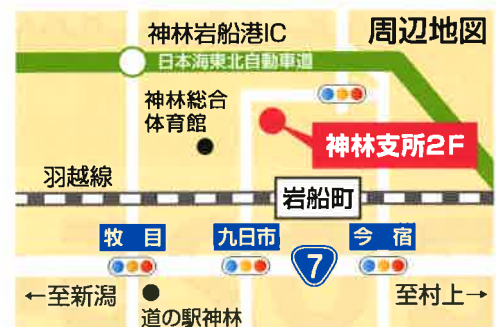 周辺地図
神林岩船港IC
日本海東北自動車道
神林総合
体育館
神林支所2F
羽越線
岩船町
牧目
九日市
今宿
7
←至新潟
至村上→
道の駅神林